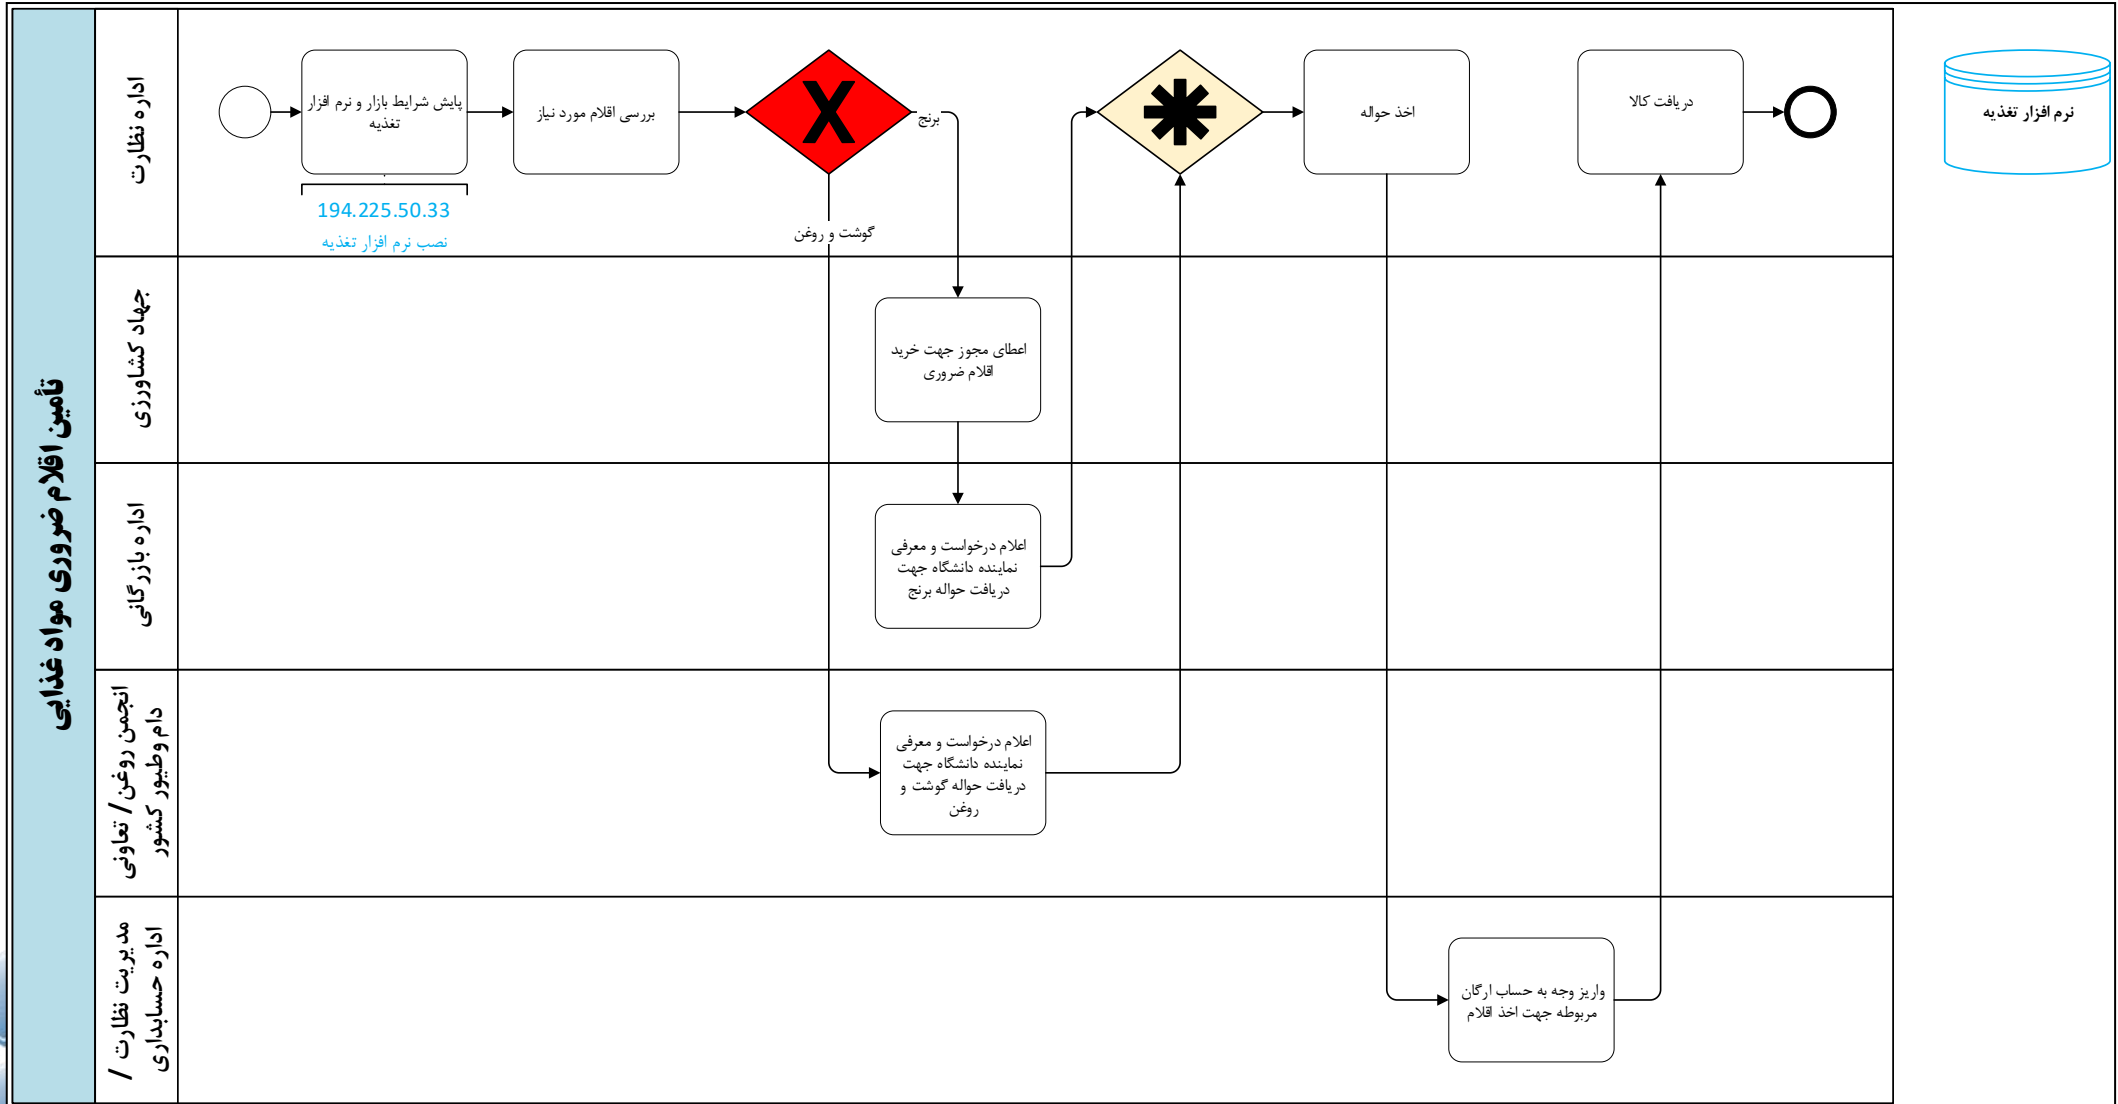 تأمین اقلام ضروری مواد غذایی
اداره نظارت
پایش شرایط بازار و نرم افزار
تغذیه
194.225.50.33
نصب نرم افزار تغذیه
بررسی اقلام مورد نیاز
X
برنج
گوشت و روغن
اخذ حواله
دریافت کالا
نرم افزار تغذیه
جهاد کشاورزی
اعطای مجوز جهت خرید
اقلام ضروری
اداره بازرگانی
اعلام درخواست و معرفی
نماینده دانشگاه جهت
دریافت حواله برنج
انجمن روغن / تعاونی
دام وطیور کشور
اعلام درخواست و معرفی
نماینده دانشگاه جهت
دریافت حواله گوشت و
روغن
مدیریت نظارت /
اداره حسابداری
واریز وجه به حساب ارگان
مربوطه جهت اخذ اقلام